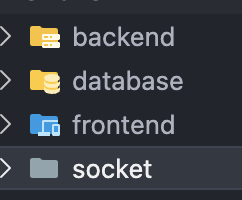 backend
database
frontend
socket